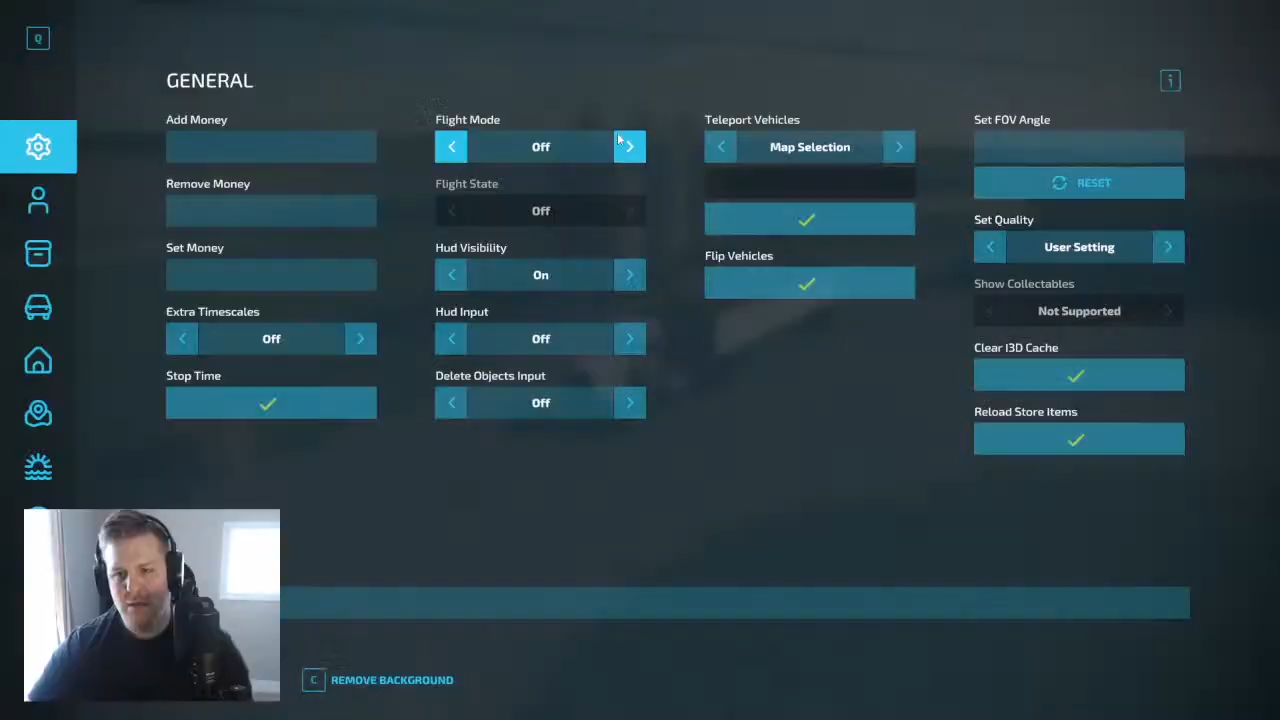 Q
GENERAL
i
Add Money
Remove Money
Set Money
Extra Timescales
Off
Stop Time
Flight Mode
Off
Flight State
Off
Hud Visibility
On
Hud Input
Off
Delete Objects Input
Off
Teleport Vehicles
Map Selection
Flip Vehicles
Set FOV Angle
RESET
Set Quality
User Setting
Show Collectables
Not Supported
Clear I3D Cache
Reload Store Items
C REMOVE BACKGROUND